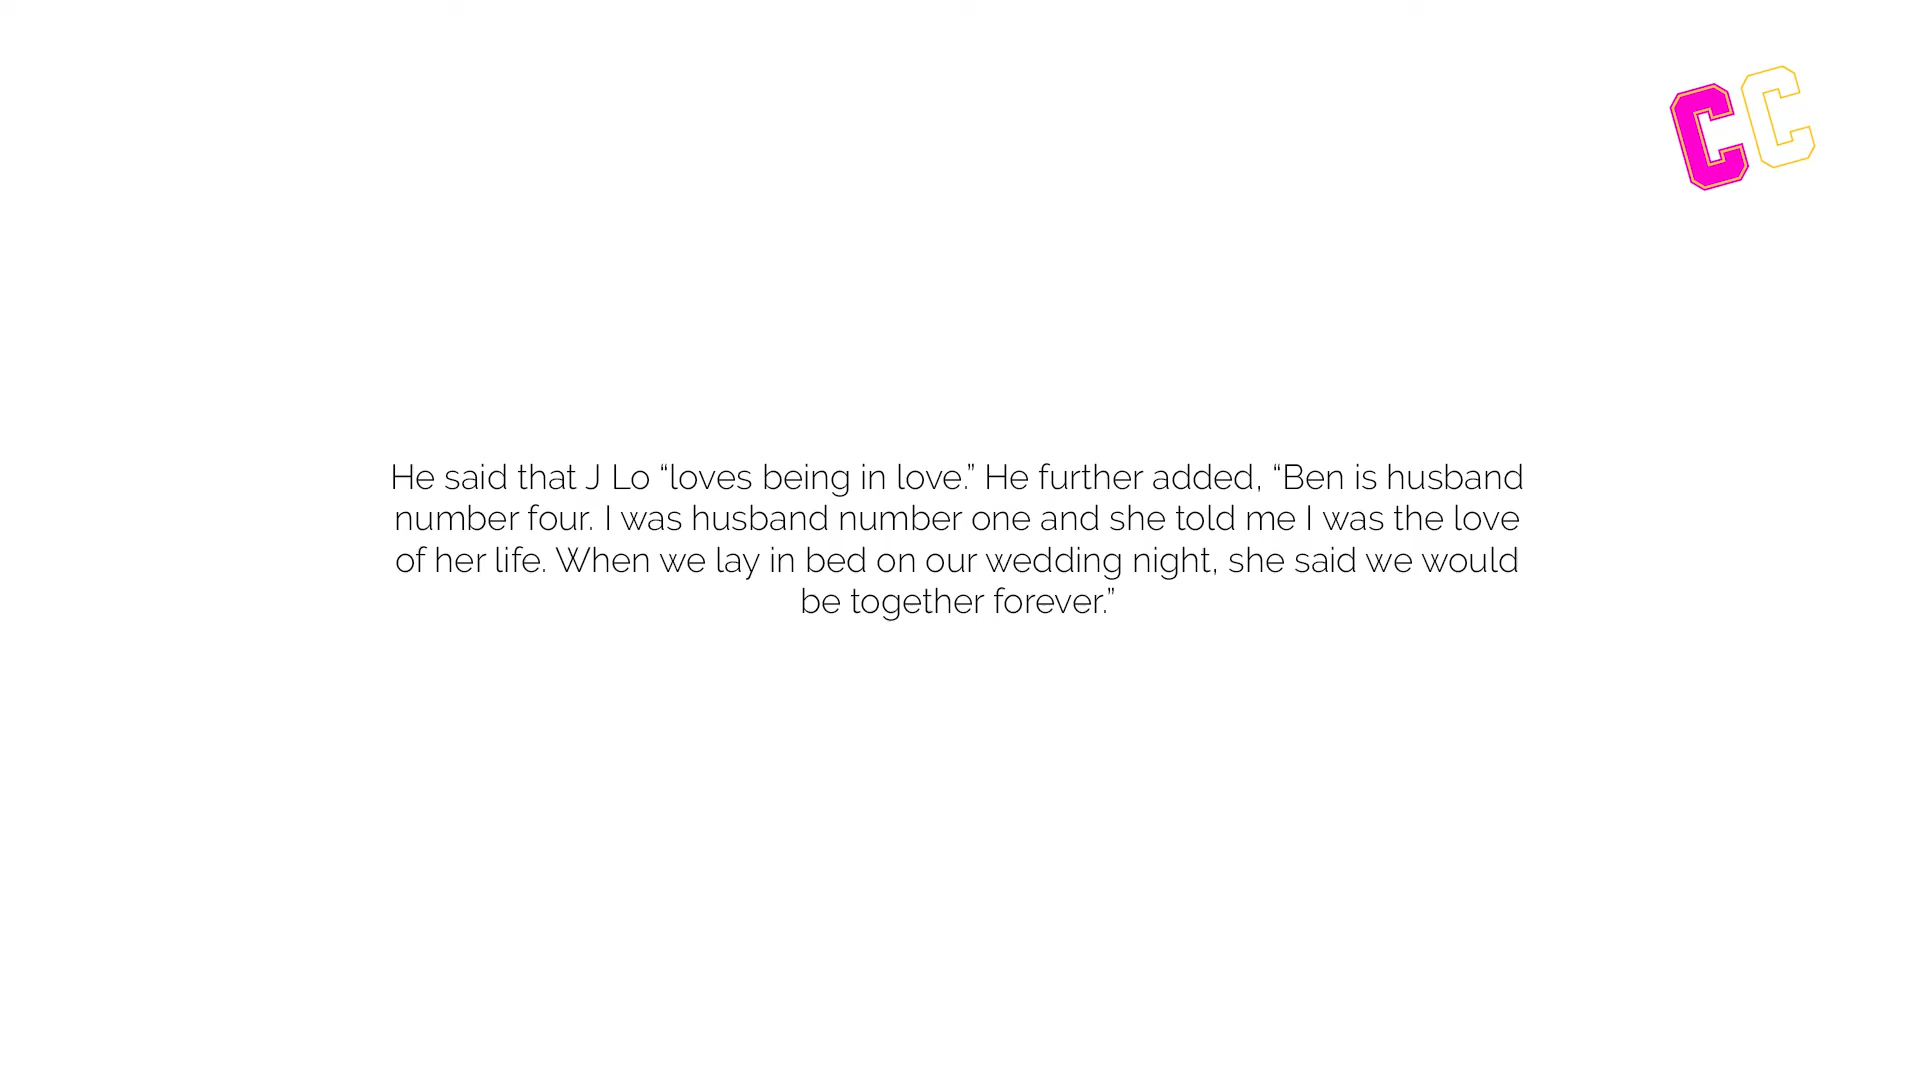 CC
He said that J Lo “loves being in love.” He further added, “Ben is husband
number four. I was husband number one and she told me I was the love
of her life. When we lay in bed on our wedding night, she said we would
be together forever.”